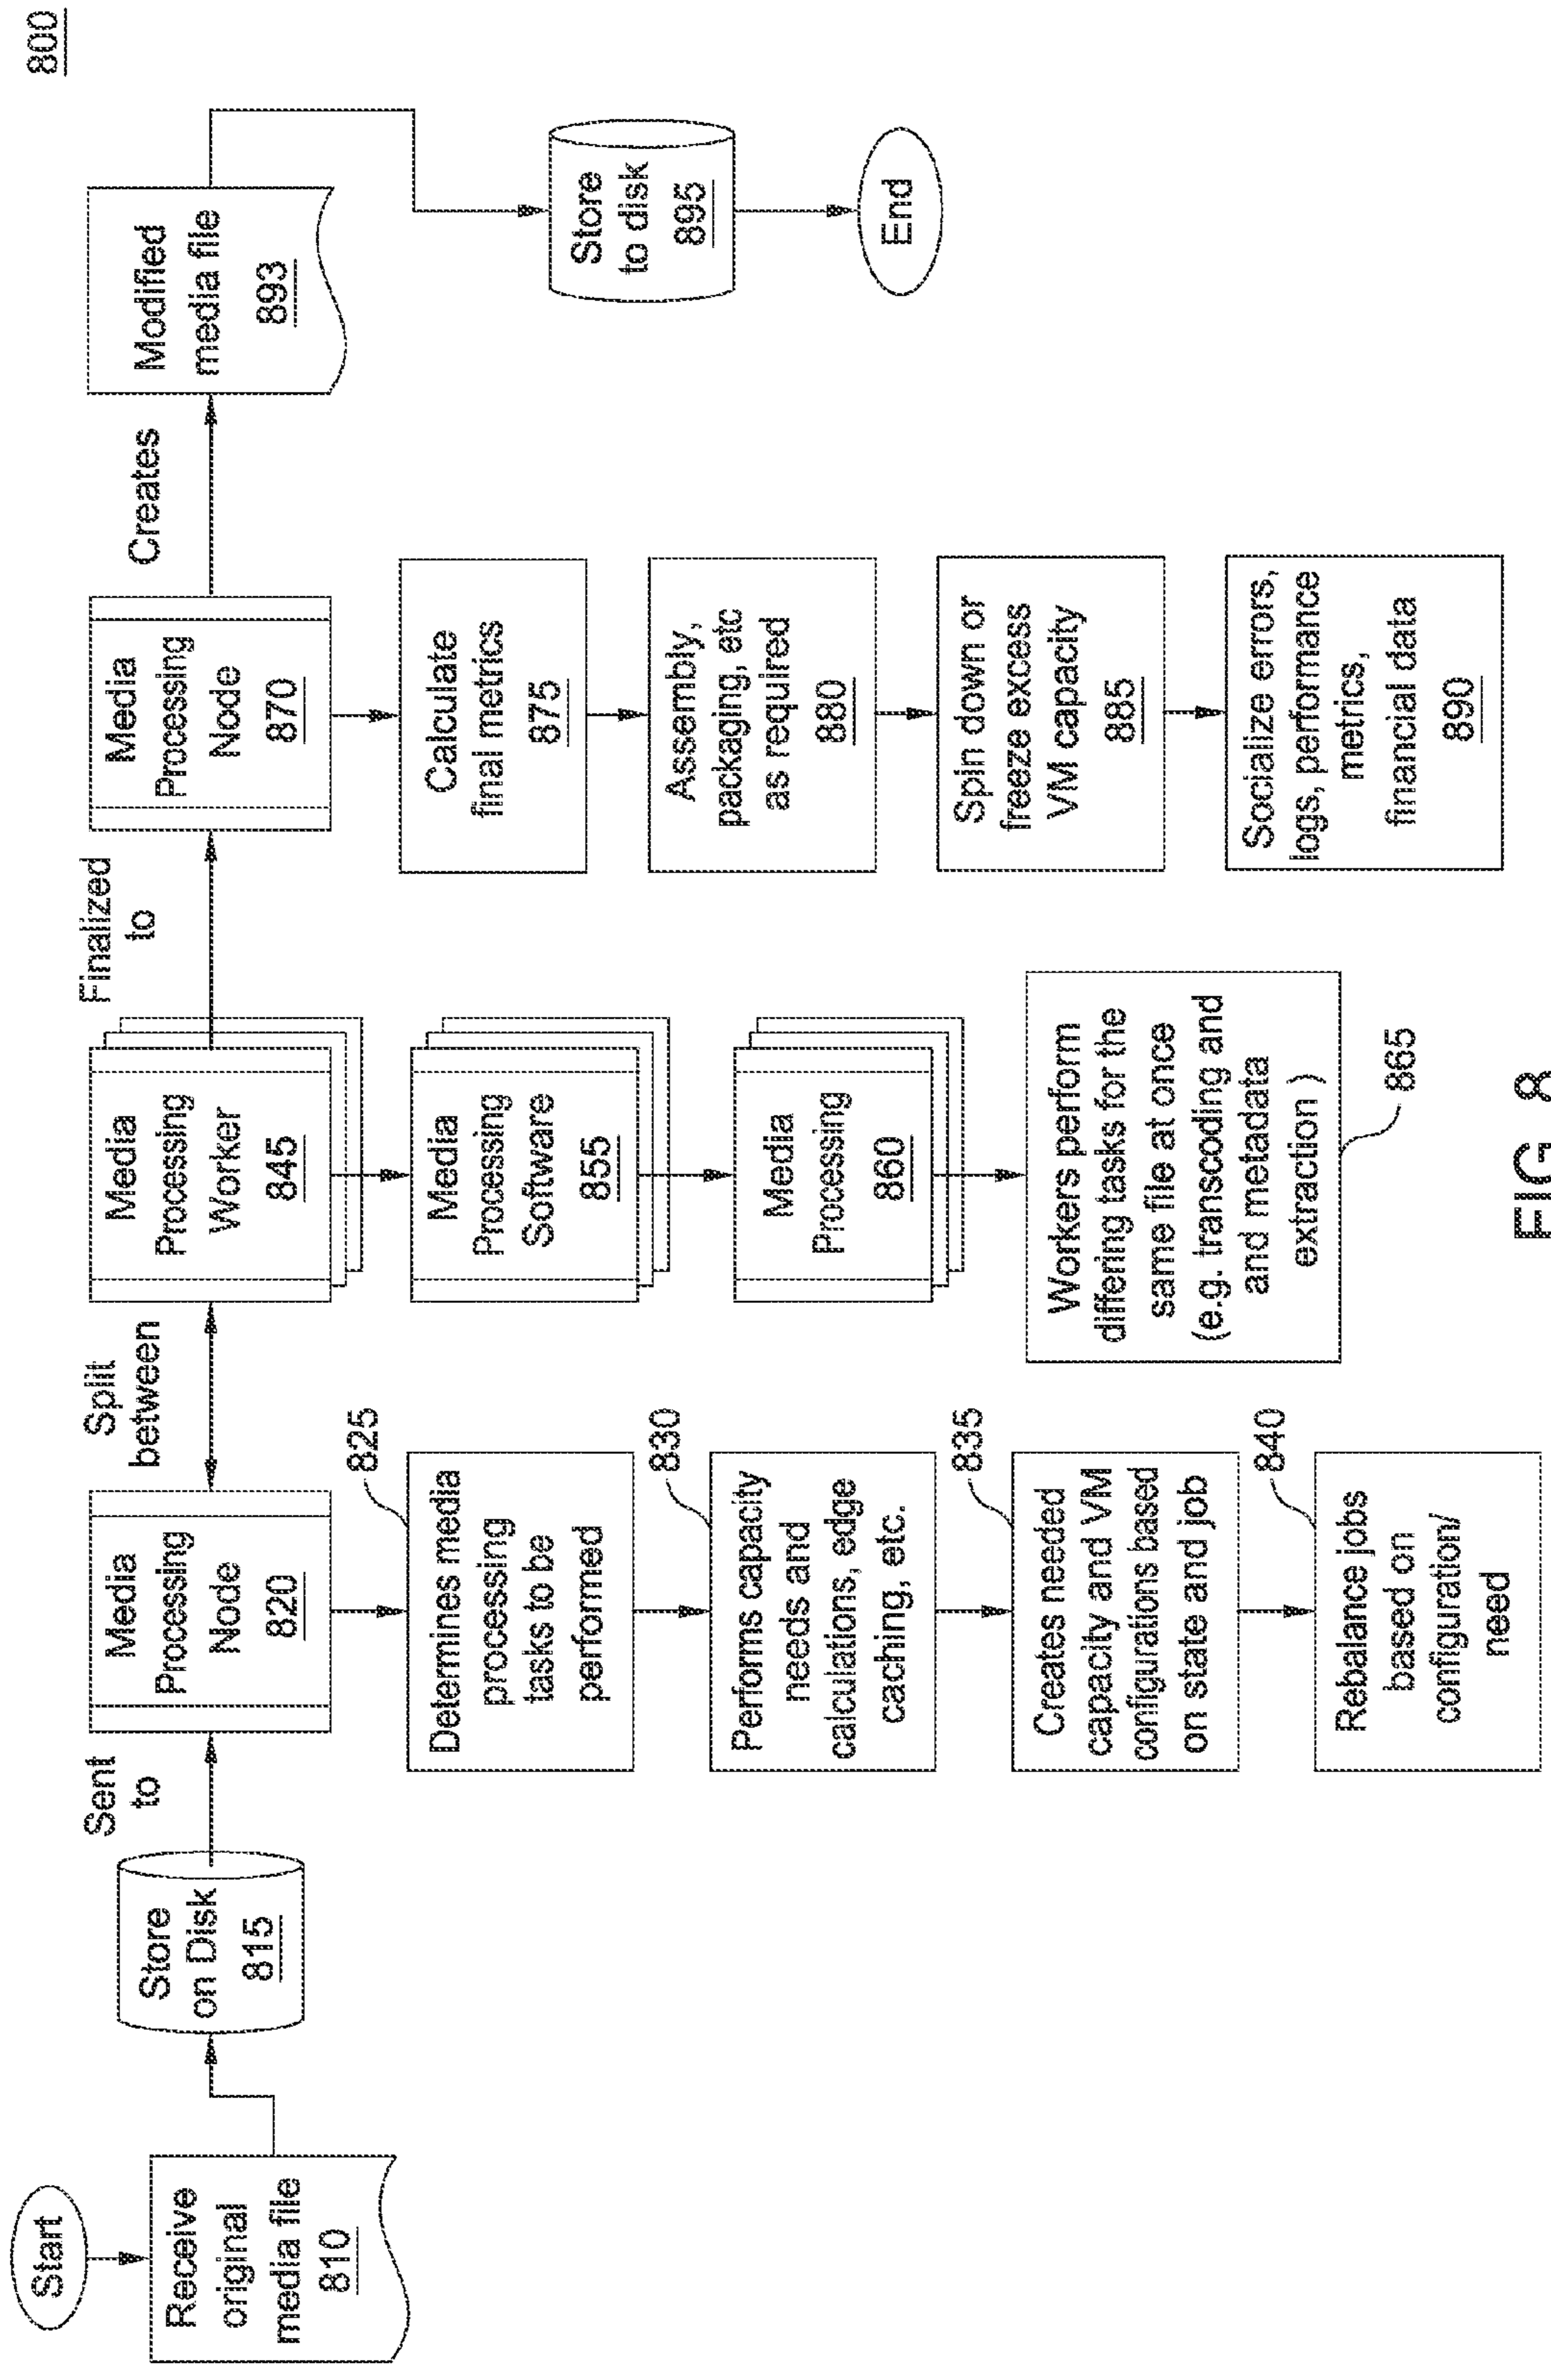 800
Start
Receive
original
media file
810
Store
on Disk
815
Sent
to
Media
Processing
Node
820
825
Determines media
processing
tasks to be
performed
830
Performs capacity
needs and
calculations, edge
caching, etc.
835
Creates needed
capacity and VM
configurations based
on state and job
840
Rebalance jobs
based on
configuration/
need
Split
between
Media
Processing
Worker
845
Media
Processing
Software
855
Media
Processing
860
Workers perform
differing tasks for the
same file at once
(e.g. transcoding and
and metadata
extraction )
865
Finalized
to
Media
Processing
Node
870
Calculate
final metrics
875
Assembly,
packaging, etc
as required
880
Spin down or
freeze excess
VM capacity
885
Socialize errors,
logs, performance
metrics,
financial data
890
Creates
Modified
media file
893
Store
to disk
895
End
FIG. 8